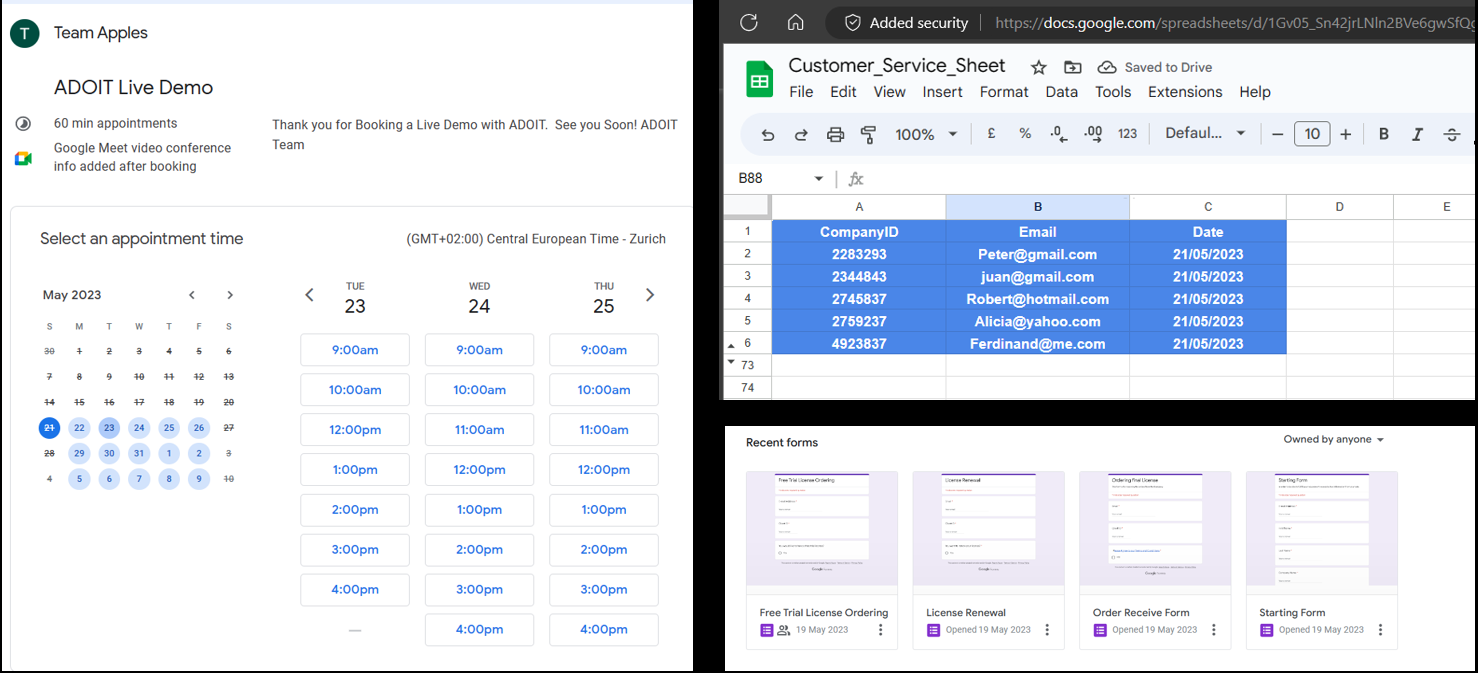 T Team Apples
ADOIT Live Demo
60 min appointments
Google Meet video conference
info added after booking
Thank you for Booking a Live Demo with ADOIT. See you Soon! ADOIT
Team
Select an appointment time
(GMT+02:00) Central European Time - Zurich
May 2023
S M T W T F S
30 1 2 3 4 5 6
7 8 9 10 11 12 13
14 15 16 17 18 19 20
21 22 23 24 25 26 27
28 29 30 31 1 2 3
4 5 6 7 8 9 10
TUE WED THU
23 24 25
9:00am 9:00am 9:00am
10:00am 10:00am 10:00am
12:00pm 11:00am 11:00am
1:00pm 12:00pm 12:00pm
2:00pm 1:00pm 1:00pm
3:00pm 2:00pm 2:00pm
4:00pm 3:00pm 3:00pm
— 4:00pm 4:00pm
Added security https://docs.google.com/spreadsheets/d/1Gv05_Sn42jrLNln2BVe6gwSfQ
Customer_Service_Sheet Saved to Drive
File Edit View Insert Format Data Tools Extensions Help
100% £ % .0 .00 123 Defaul... − 10 + B I S
B88 fx
A B C D E
1 CompanyID Email Date
2 2283293 Peter@gmail.com 21/05/2023
3 2344843 juan@gmail.com 21/05/2023
4 2745837 Robert@hotmail.com 21/05/2023
5 2759237 Alicia@yahoo.com 21/05/2023
6 4923837 Ferdinand@me.com 21/05/2023
73
74
Recent forms Owned by anyone
Free Trial License Ordering License Renewal Ordering Final License Starting Form
Google Google Google
Free Trial License Ordering License Renewal Order Receive Form Starting Form
19 May 2023 Opened 19 May 2023 Opened 19 May 2023 Opened 19 May 2023